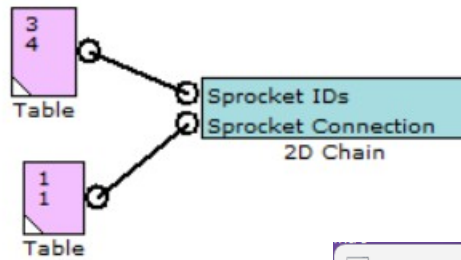 3
4
Table
Sprocket IDs
Sprocket Connection
2D Chain
1
1
Table